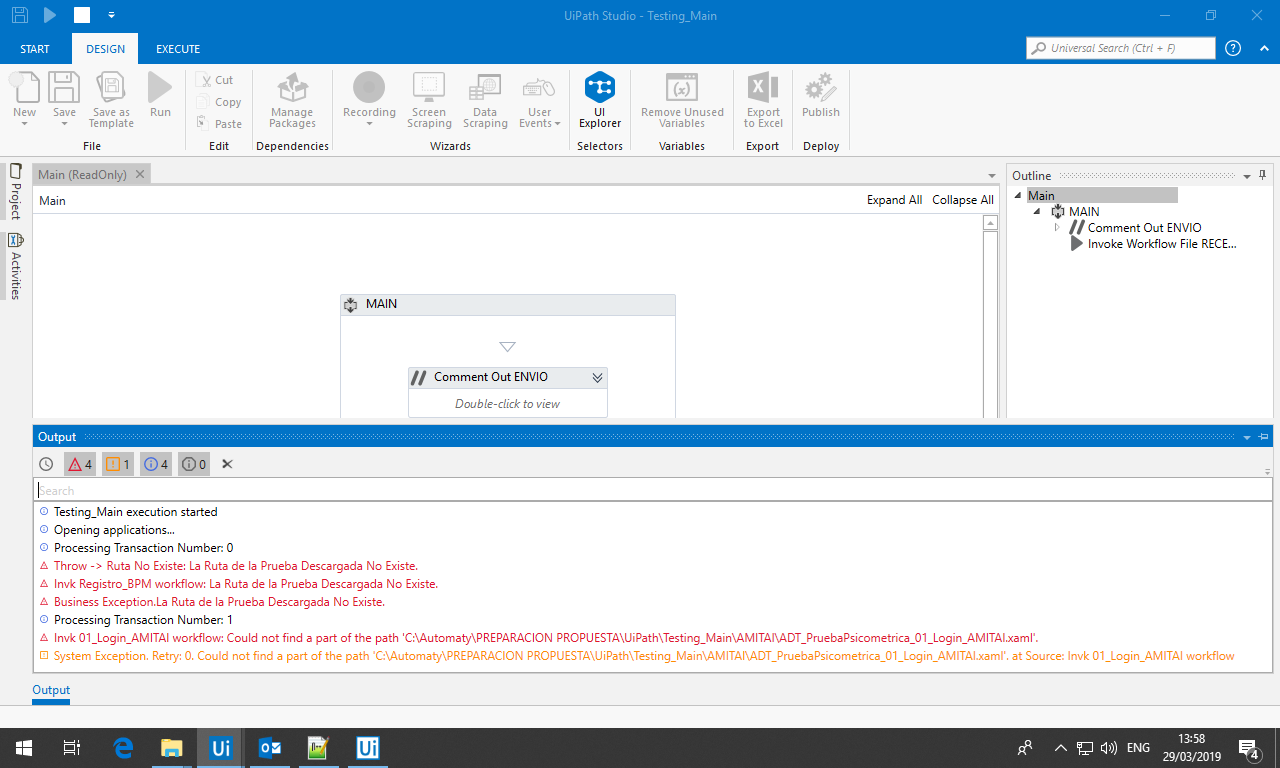 UiPath Studio - Testing_Main
START DESIGN EXECUTE
Universal Search (Ctrl + F)
New
Save
Save as Template
Run
File
Cut
Copy
Paste
Edit
Manage Packages
Dependencies
Recording
Screen Scraping
Data Scraping
User Events
Wizards
UI Explorer
Selectors
Remove Unused Variables
Variables
Export to Excel
Export
Publish
Deploy
Project
Activities
Main (ReadOnly)
Main
Expand All Collapse All
MAIN
Comment Out ENVIO
Double-click to view
Outline
Main
MAIN
Comment Out ENVIO
Invoke Workflow File RECE...
Output
4 1 4 0
Search
Testing_Main execution started
Opening applications...
Processing Transaction Number: 0
Throw -> Ruta No Existe: La Ruta de la Prueba Descargada No Existe.
Invk Registro_BPM workflow: La Ruta de la Prueba Descargada No Existe.
Business Exception.La Ruta de la Prueba Descargada No Existe.
Processing Transaction Number: 1
Invk 01_Login_AMITAI workflow: Could not find a part of the path 'C:\Automaty\PREPARACION PROPUESTA\UiPath\Testing_Main\AMITAI\ADT_PruebaPsicometrica_01_Login_AMITAI.xaml'.
System Exception. Retry: 0. Could not find a part of the path 'C:\Automaty\PREPARACION PROPUESTA\UiPath\Testing_Main\AMITAI\ADT_PruebaPsicometrica_01_Login_AMITAI.xaml'. at Source: Invk 01_Login_AMITAI workflow
Output
Ui
Ui
ENG
13:58
29/03/2019
4